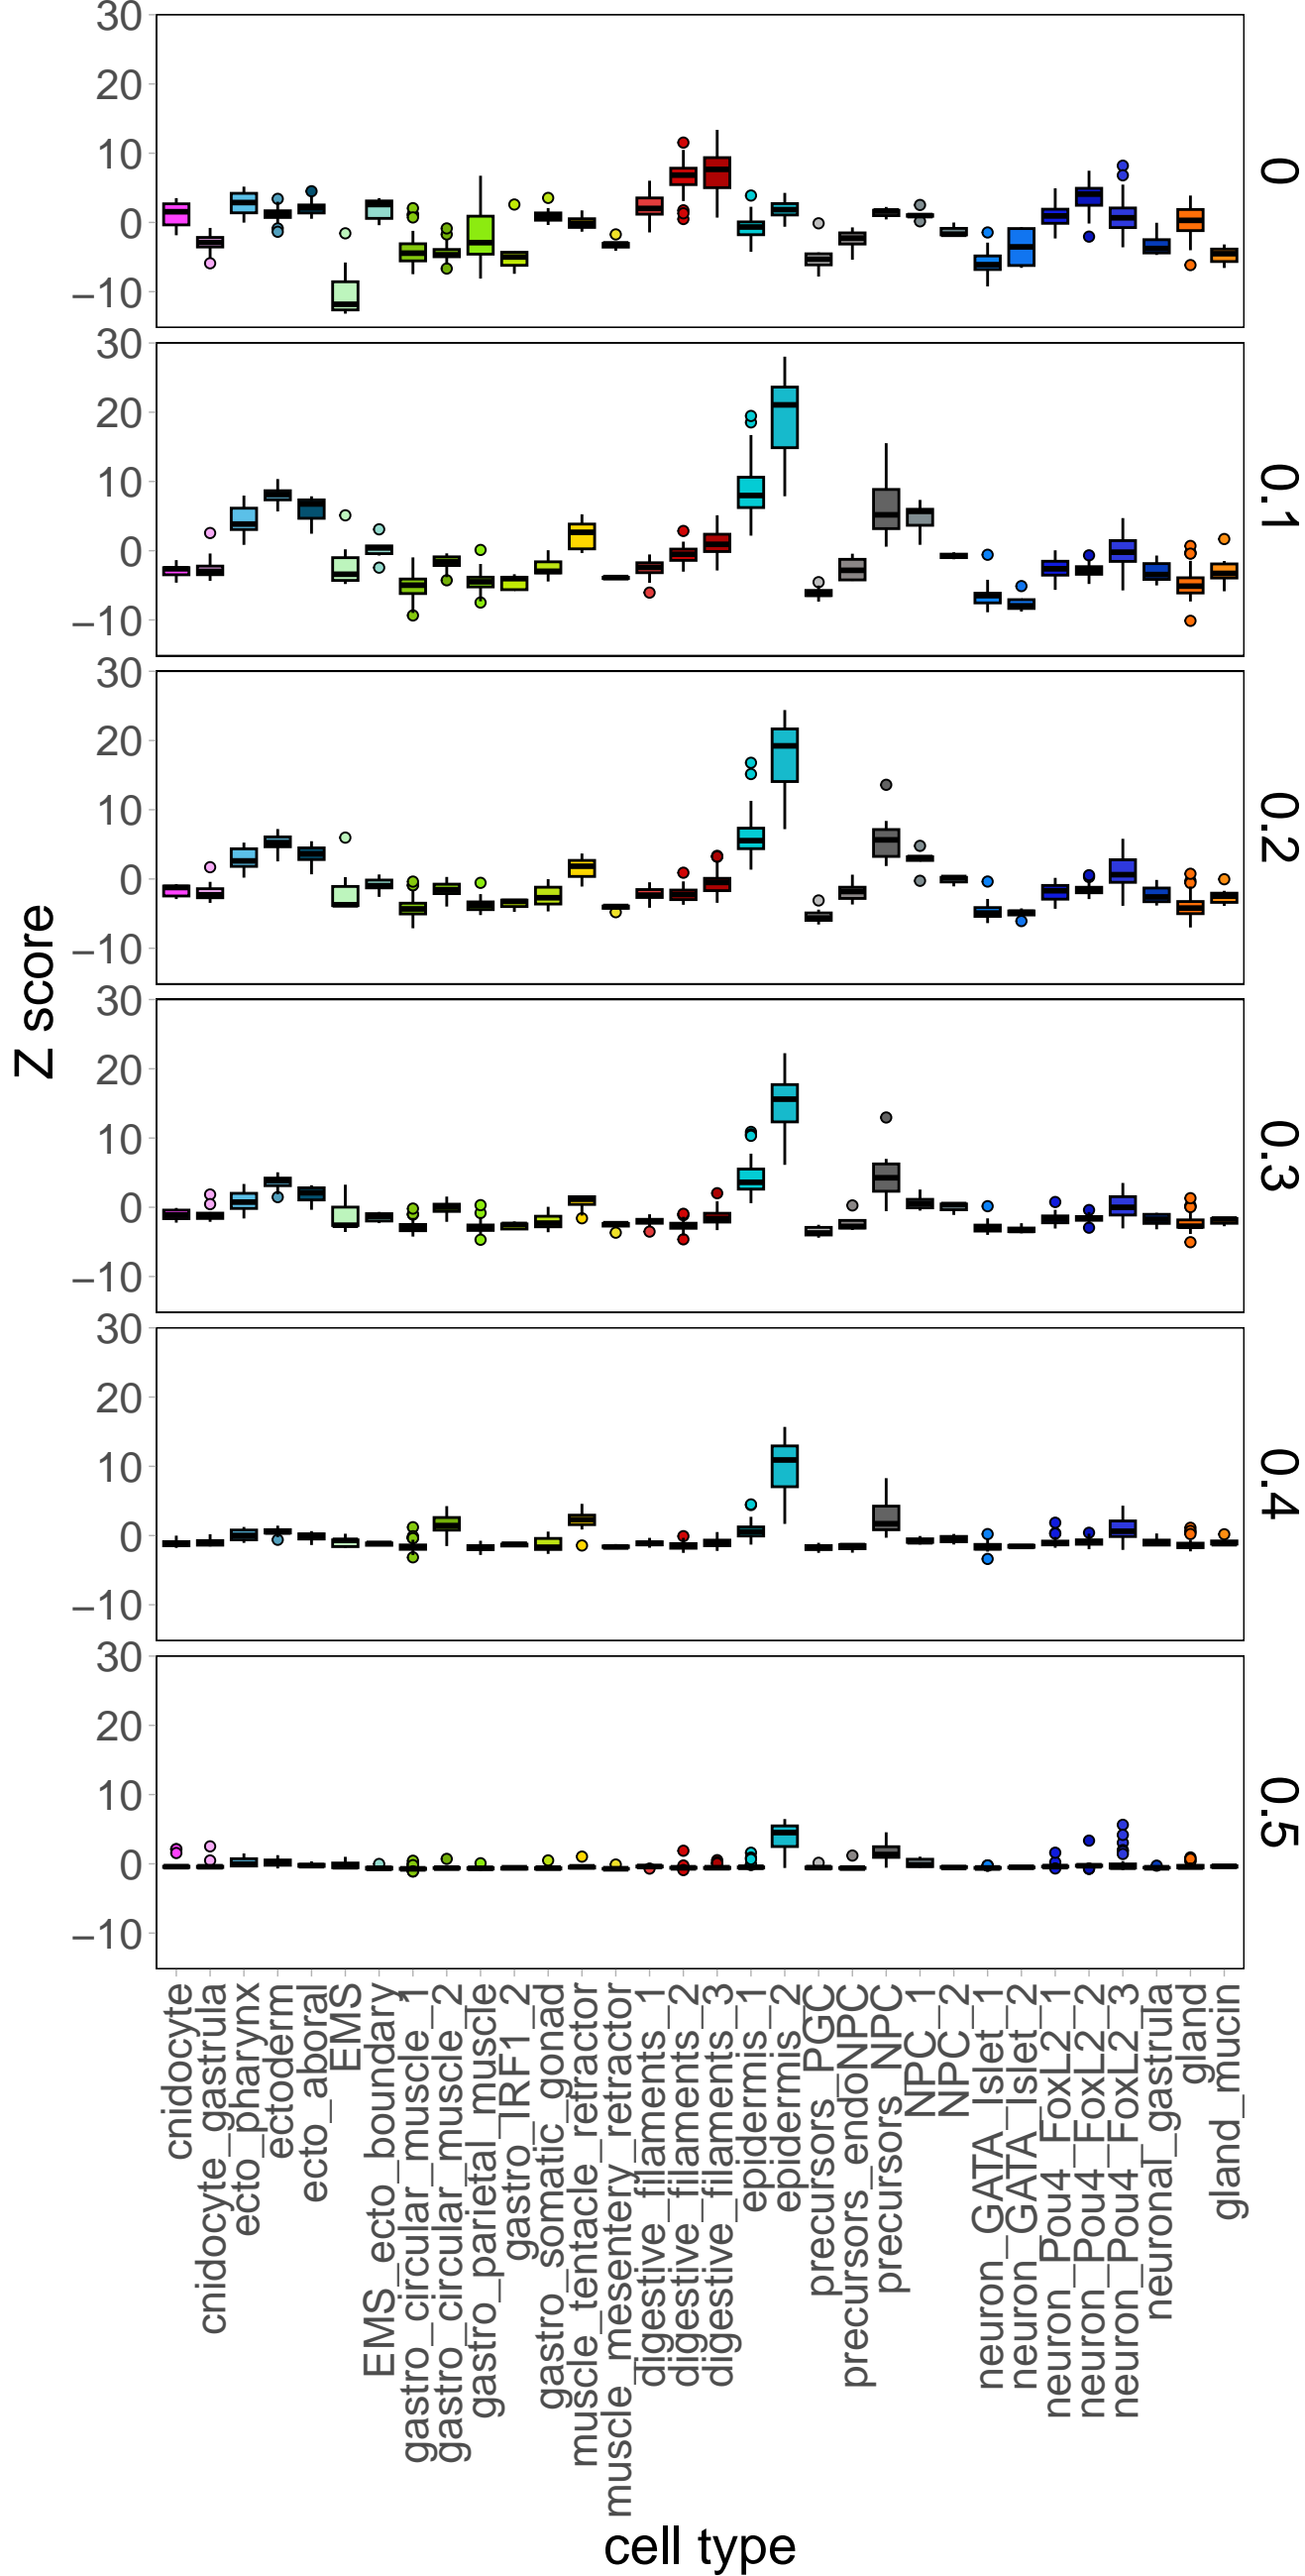 30
20
10
0
−10
0
30
20
10
0
−10
0.1
30
20
10
0
−10
0.2
30
20
10
0
−10
0.3
30
20
10
0
−10
0.4
30
20
10
0
−10
0.5
Z score
cnidocyte
cnidocyte_gastrula
ecto_pharynx
ectoderm
ecto_aboral
EMS
EMS_ecto_boundary
gastro_circular_muscle_1
gastro_circular_muscle_2
gastro_parietal_muscle
gastro_IRF1_2
gastro_somatic_gonad
muscle_tentacle_retractor
muscle_mesentery_retractor
digestive_filaments_1
digestive_filaments_2
digestive_filaments_3
epidermis_1
epidermis_2
precursors_PGC
precursors_endoNPC
precursors_NPC
NPC_1
NPC_2
neuron_GATA_Islet_1
neuron_GATA_Islet_2
neuron_Pou4_FoxL2_1
neuron_Pou4_FoxL2_2
neuron_Pou4_FoxL2_3
neuronal_gastrula
gland
gland_mucin
cell type